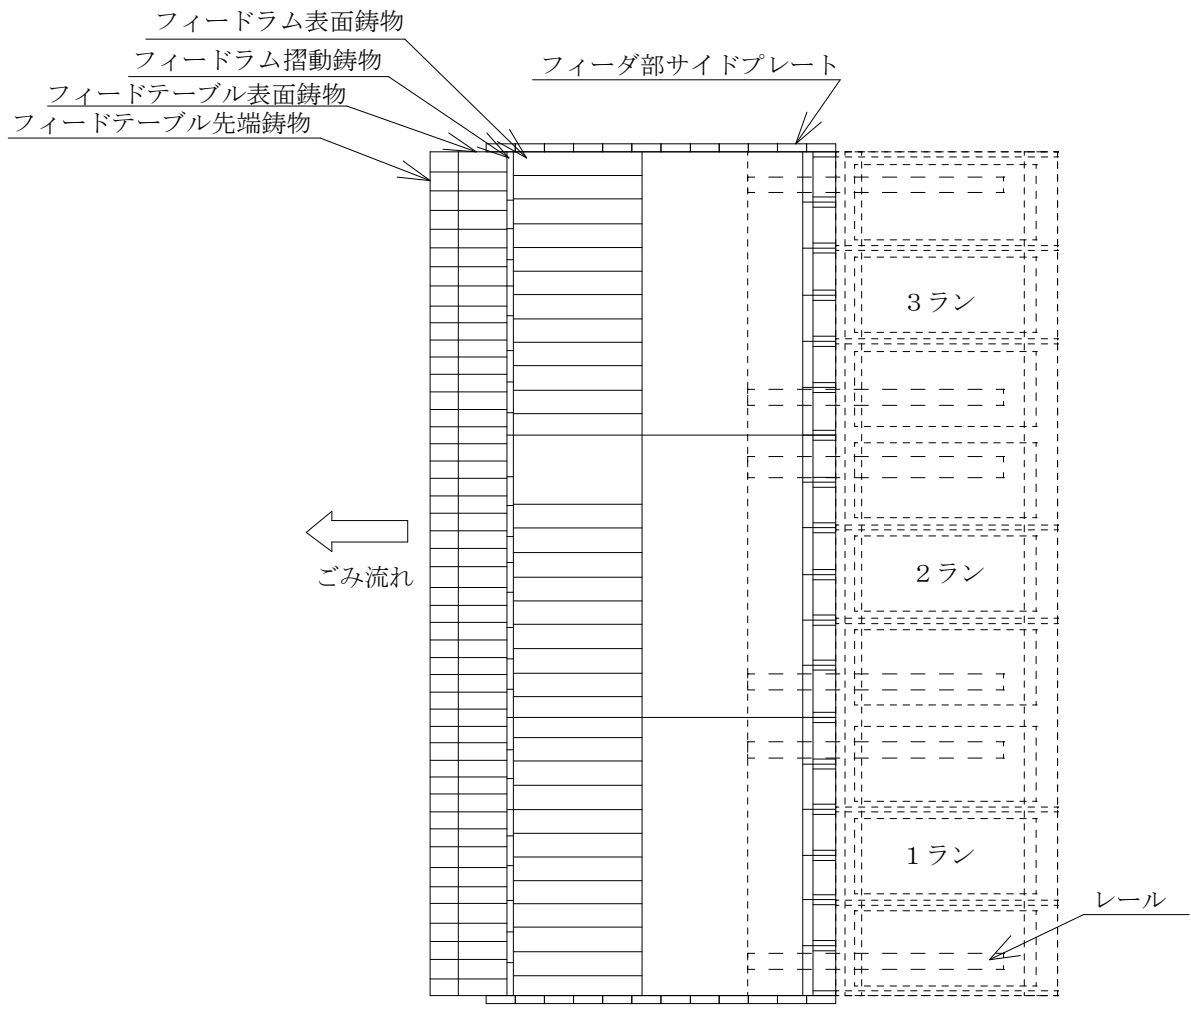 フィードラム表面鋳物
フィードラム摺動鋳物
フィーダ部サイドプレート
フィードテーブル表面鋳物
フィードテーブル先端鋳物
３ラン
ごみ流れ
２ラン
１ラン
レール